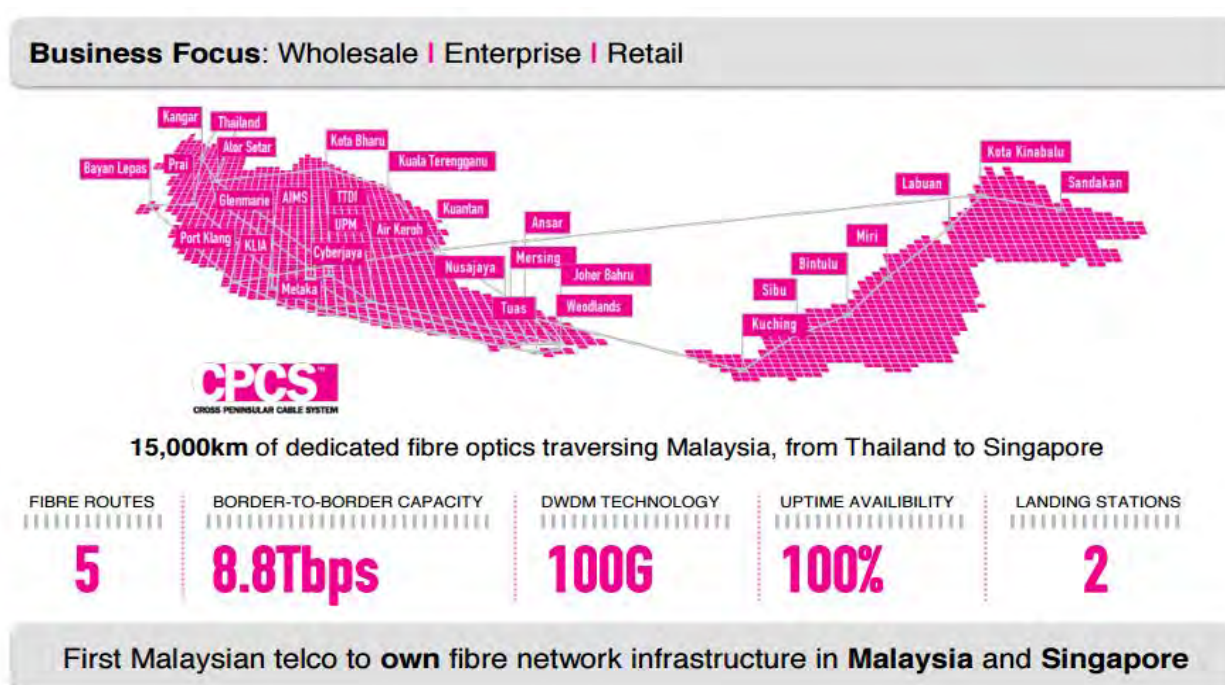 Business Focus: Wholesale | Enterprise | Retail
Kangar
Thailand
Alor Setar
Kota Bharu
Kuala Terengganu
Bayan Lepas
Prai
Glenmarie
AIMS
TTDI
Kuantan
UPM
Air Keroh
Port Klang
KLIA
Cyberjaya
Melaka
Ansar
Nusajaya
Mersing
Joher Bahru
Tuas
Woodlands
Kota Kinabalu
Labuan
Sandakan
Miri
Bintulu
Sibu
Kuching
CPCS™
CROSS PENINSULAR CABLE SYSTEM
15,000km of dedicated fibre optics traversing Malaysia, from Thailand to Singapore
FIBRE ROUTES
5
BORDER-TO-BORDER CAPACITY
8.8Tbps
DWDM TECHNOLOGY
100G
UPTIME AVAILIBILITY
100%
LANDING STATIONS
2
First Malaysian telco to own fibre network infrastructure in Malaysia and Singapore